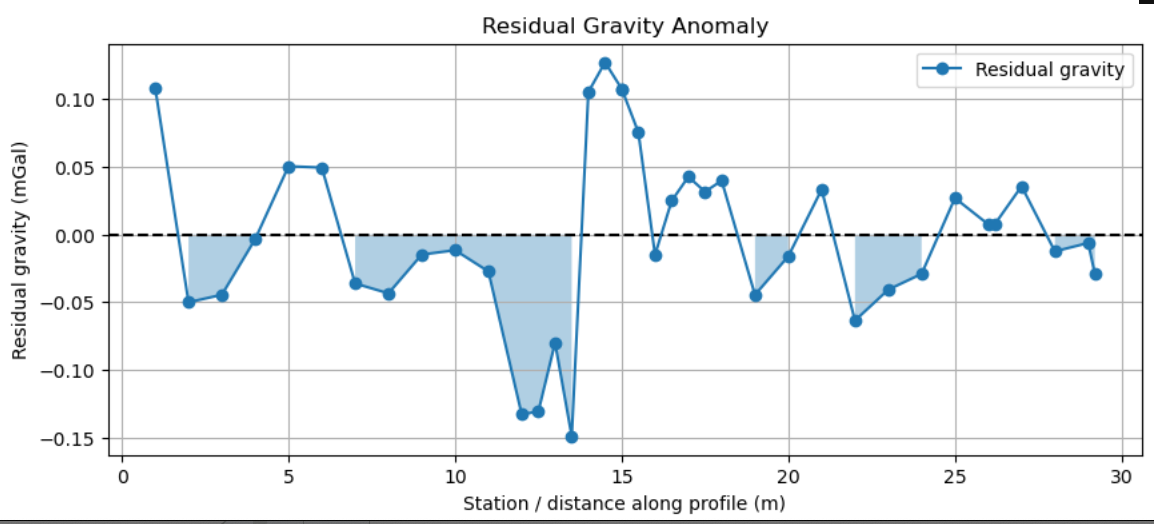 Residual Gravity Anomaly
Residual gravity
Residual gravity (mGal)
0.10
0.05
0.00
−0.05
−0.10
−0.15
0 5 10 15 20 25 30
Station / distance along profile (m)